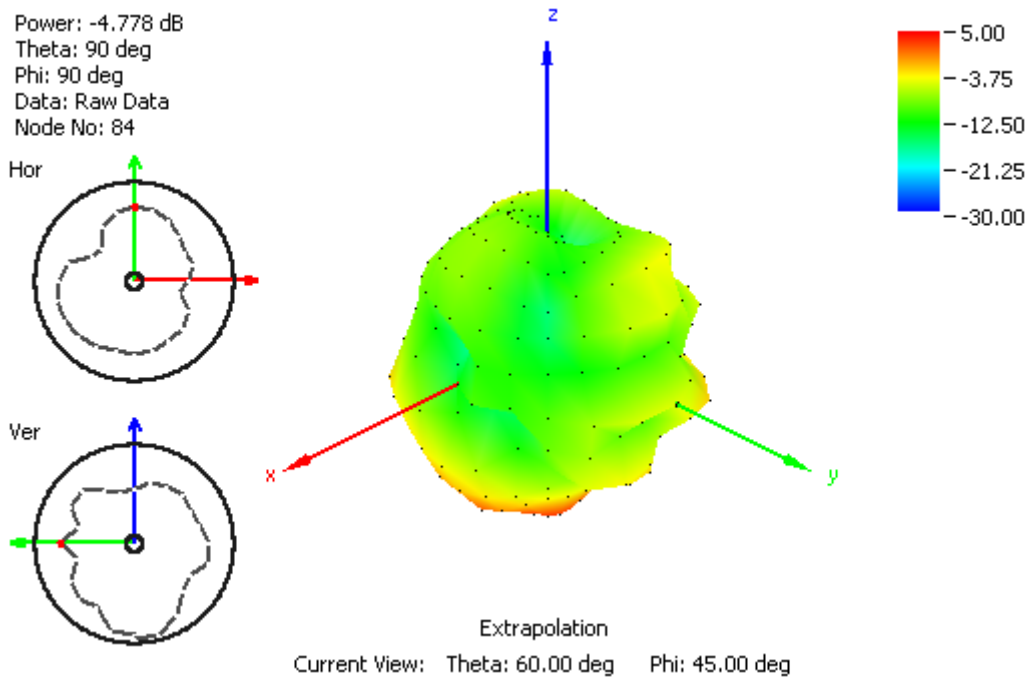 Power: -4.778 dB
Theta: 90 deg
Phi: 90 deg
Data: Raw Data
Node No: 84
Hor
Ver
z
x
y
5.00
-3.75
-12.50
-21.25
-30.00
Extrapolation
Current View: Theta: 60.00 deg Phi: 45.00 deg